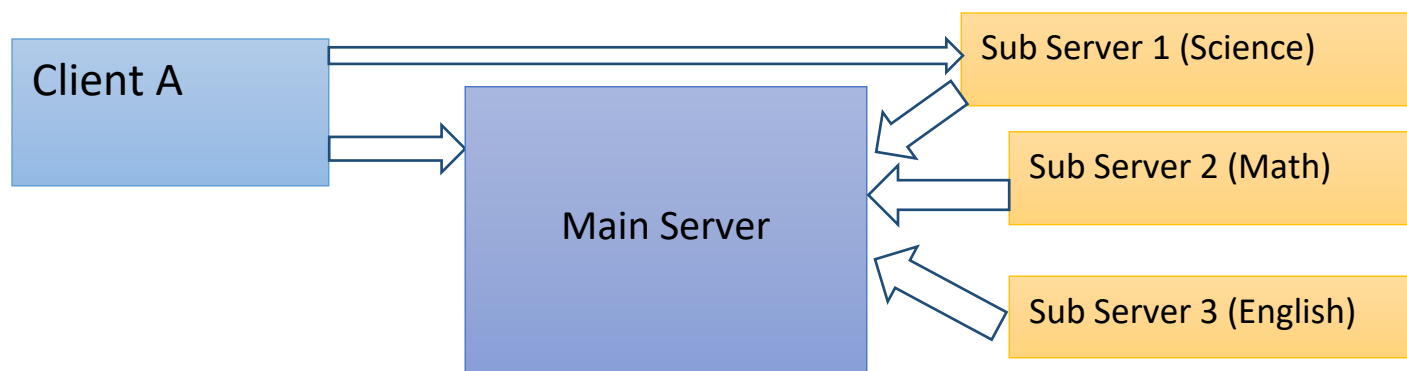 Client A
Sub Server 1 (Science)
Sub Server 2 (Math)
Main Server
Sub Server 3 (English)